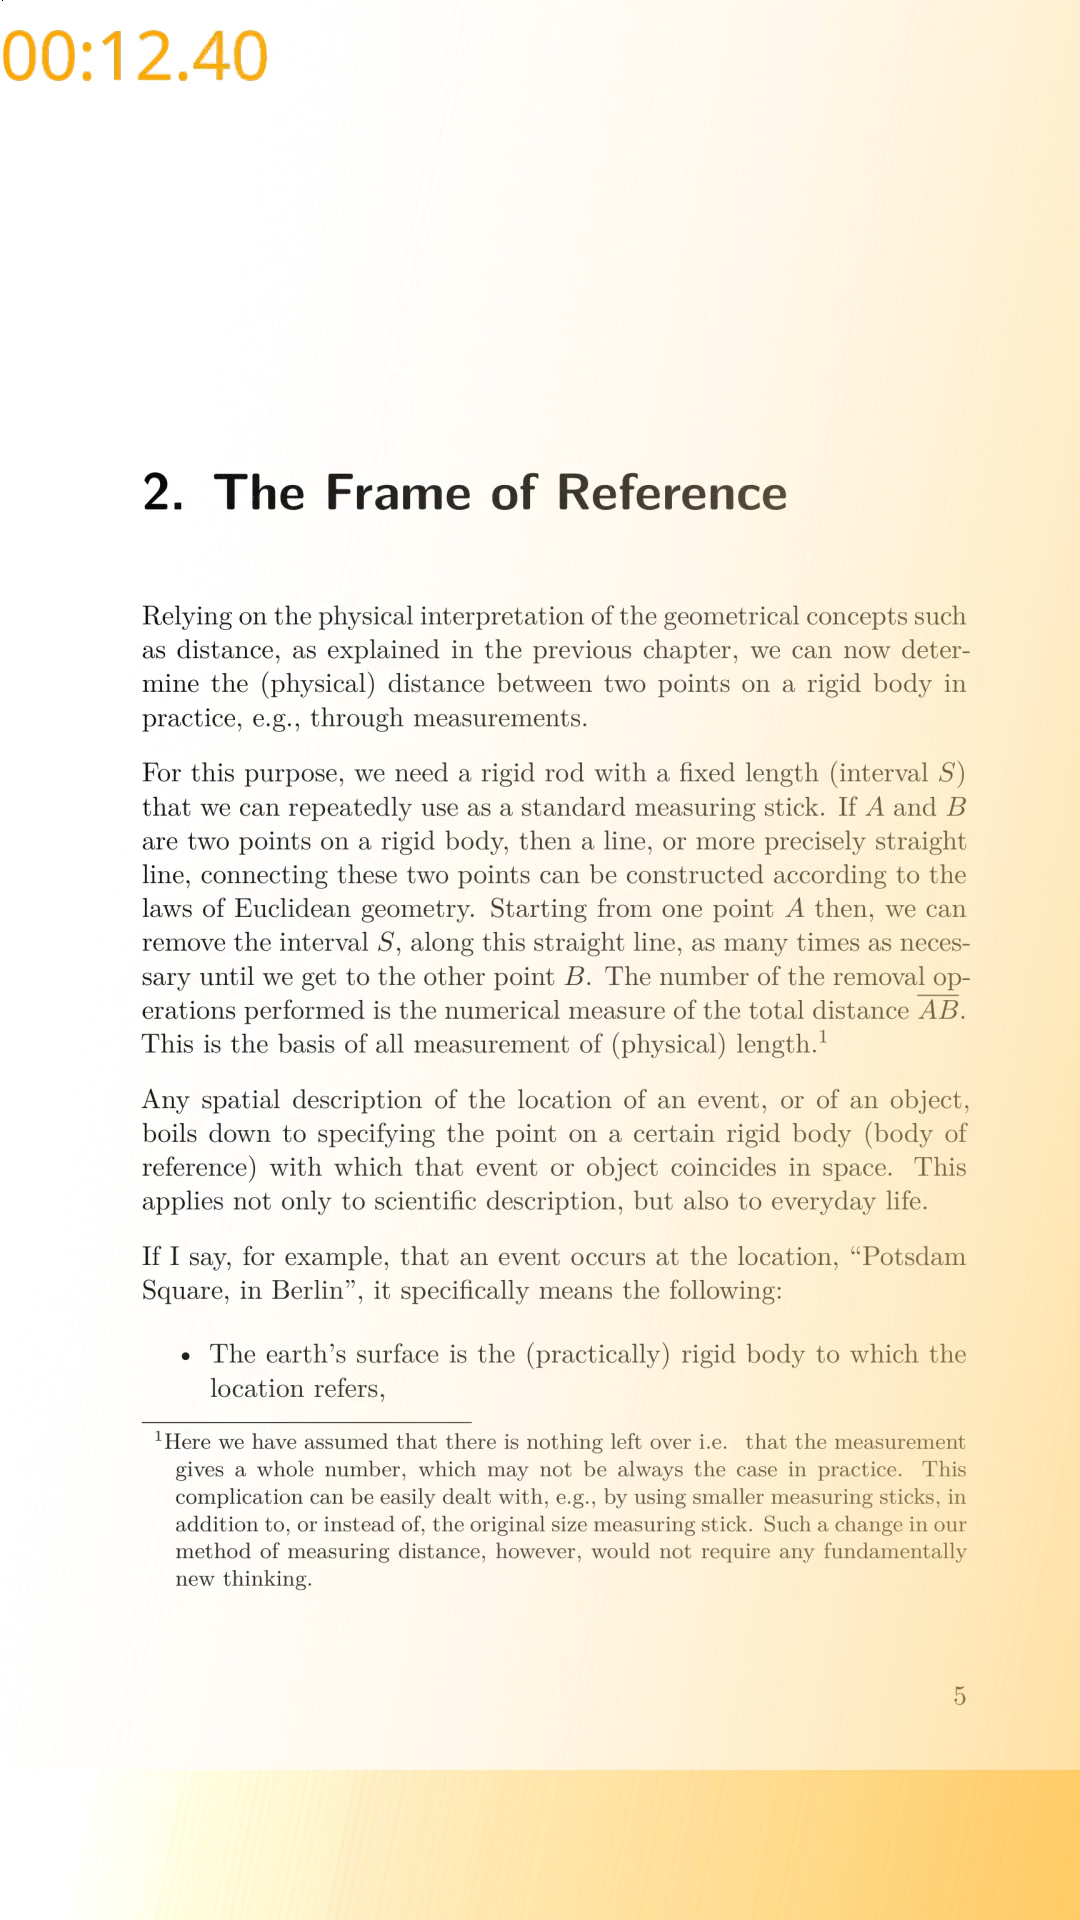 00:12.40
2. The Frame of Reference
Relying on the physical interpretation of the geometrical concepts such
as distance, as explained in the previous chapter, we can now deter-
mine the (physical) distance between two points on a rigid body in
practice, e.g., through measurements.
For this purpose, we need a rigid rod with a fixed length (interval S)
that we can repeatedly use as a standard measuring stick. If A and B
are two points on a rigid body, then a line, or more precisely straight
line, connecting these two points can be constructed according to the
laws of Euclidean geometry. Starting from one point A then, we can
remove the interval S, along this straight line, as many times as neces-
sary until we get to the other point B. The number of the removal op-
erations performed is the numerical measure of the total distance A̅B̅.
This is the basis of all measurement of (physical) length.¹
Any spatial description of the location of an event, or of an object,
boils down to specifying the point on a certain rigid body (body of
reference) with which that event or object coincides in space. This
applies not only to scientific description, but also to everyday life.
If I say, for example, that an event occurs at the location, “Potsdam
Square, in Berlin”, it specifically means the following:
• The earth’s surface is the (practically) rigid body to which the
location refers,
¹Here we have assumed that there is nothing left over i.e. that the measurement
gives a whole number, which may not be always the case in practice. This
complication can be easily dealt with, e.g., by using smaller measuring sticks, in
addition to, or instead of, the original size measuring stick. Such a change in our
method of measuring distance, however, would not require any fundamentally
new thinking.
5